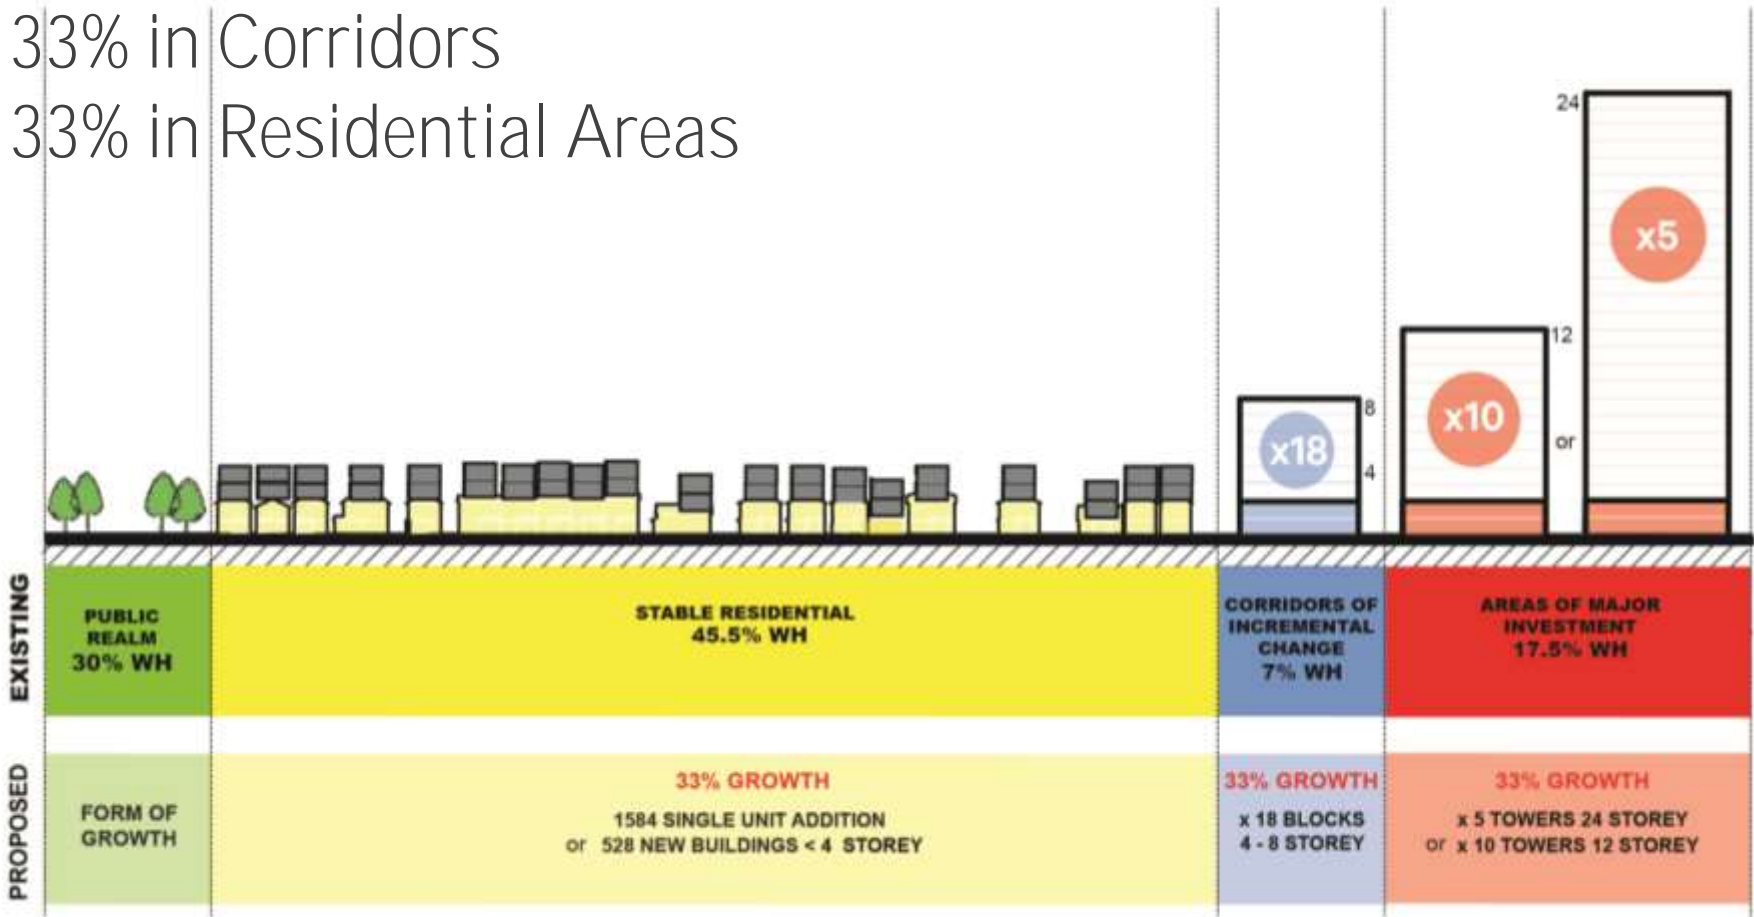 33% in Corridors
33% in Residential Areas
24
x5
12
x10
or
8
x18
4
EXISTING
PUBLIC
REALM
30% WH
STABLE RESIDENTIAL
45.5% WH
CORRIDORS OF
INCREMENTAL
CHANGE
7% WH
AREAS OF MAJOR
INVESTMENT
17.5% WH
PROPOSED
FORM OF
GROWTH
33% GROWTH
1584 SINGLE UNIT ADDITION
or 528 NEW BUILDINGS < 4 STOREY
33% GROWTH
x 18 BLOCKS
4 - 8 STOREY
33% GROWTH
x 5 TOWERS 24 STOREY
or x 10 TOWERS 12 STOREY